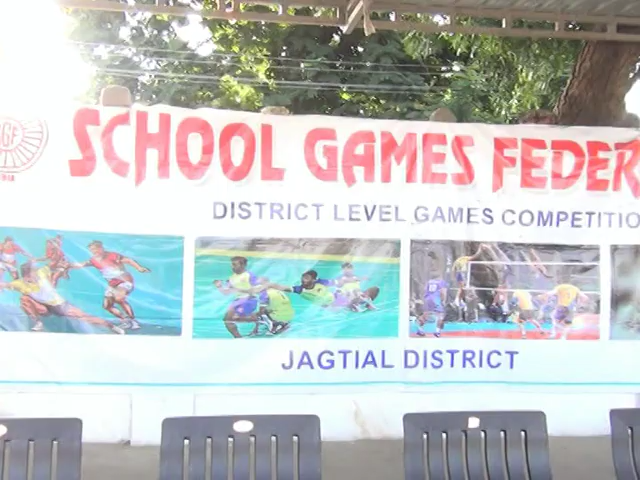 SCHOOL GAMES FEDER
DISTRICT LEVEL GAMES COMPETITIO
JAGTIAL DISTRICT